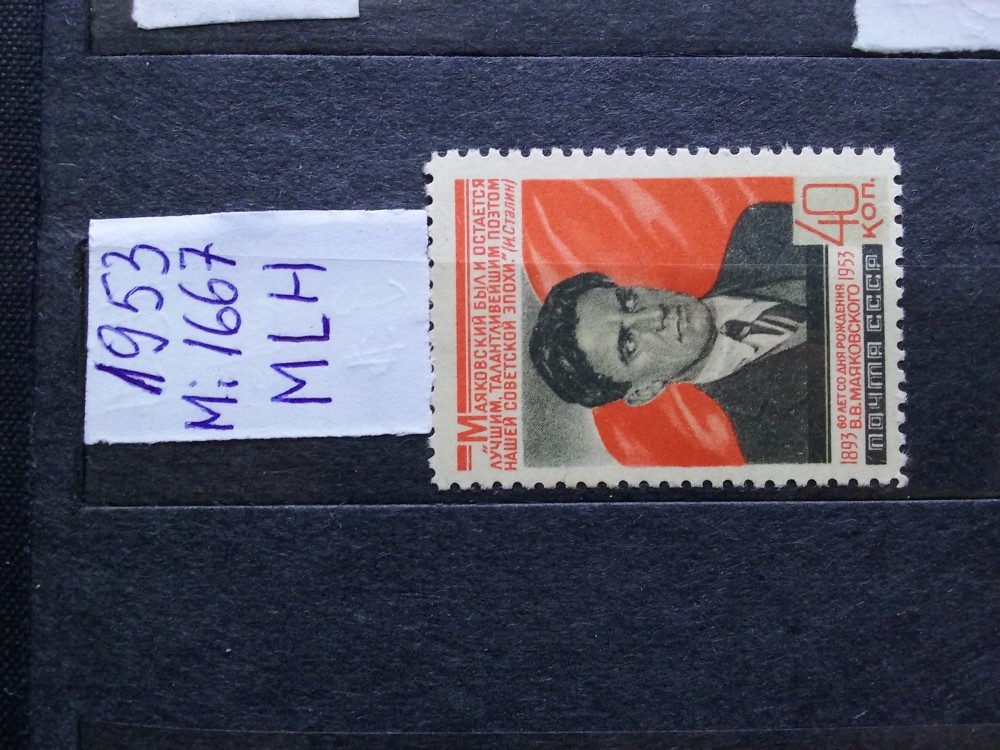 1953
Mi: 1667
MLH
"МАЯКОВСКИЙ БЫЛ И ОСТАЕТСЯ
ЛУЧШИМ, ТАЛАНТЛИВЕЙШИМ ПОЭТОМ
НАШЕЙ СОВЕТСКОЙ ЭПОХИ." (И. Сталин)
40
КОП.
1893 60 ЛЕТ СО ДНЯ РОЖДЕНИЯ 1953
В. В. МАЯКОВСКОГО
ПОЧТА СССР